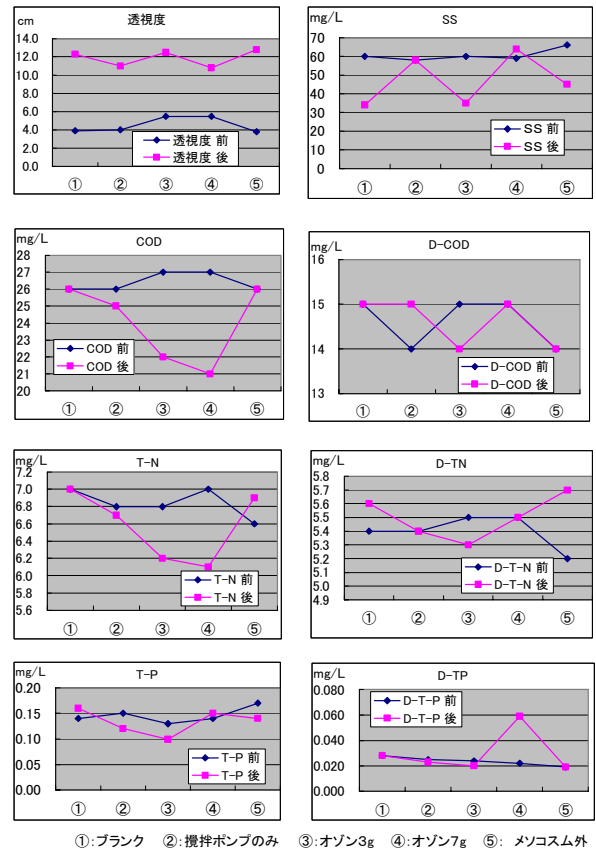 透視度
cm
14.0
12.0
10.0
8.0
6.0
4.0
2.0
0.0
透視度 前
透視度 後
① ② ③ ④ ⑤
SS
mg/L
70
60
50
40
30
20
10
0
SS 前
SS 後
① ② ③ ④ ⑤
COD
mg/L
28
27
26
25
24
23
22
21
20
COD 前
COD 後
① ② ③ ④ ⑤
D-COD
mg/L
16
15
14
13
D-COD 前
D-COD 後
① ② ③ ④ ⑤
T-N
mg/L
7.2
7.0
6.8
6.6
6.4
6.2
6.0
5.8
5.6
T-N 前
T-N 後
① ② ③ ④ ⑤
D-TN
mg/L
5.8
5.7
5.6
5.5
5.4
5.3
5.2
5.1
5.0
4.9
D-T-N 前
D-T-N 後
① ② ③ ④ ⑤
T-P
mg/L
0.20
0.15
0.10
0.05
0.00
T-P 前
T-P 後
① ② ③ ④ ⑤
D-TP
mg/L
0.080
0.060
0.040
0.020
0.000
D-T-P 前
D-T-P 後
① ② ③ ④ ⑤
①:ブランク ②:攪拌ポンプのみ ③:オゾン3g ④:オゾン7g ⑤: メソコスム外